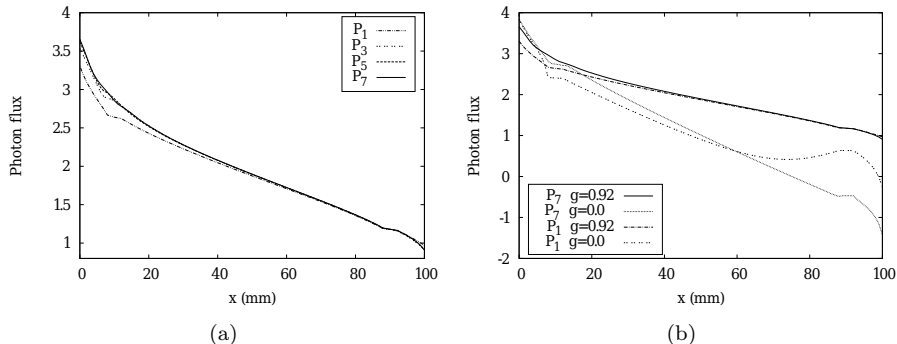 4
3.5
3
2.5
2
1.5
1
0
20
40
60
80
100
Photon flux
x (mm)
P1
P3
P5
P7
(a)
4
3
2
1
0
-1
-2
0
20
40
60
80
100
Photon flux
x (mm)
P7 g=0.92
P7 g=0.0
P1 g=0.92
P1 g=0.0
(b)